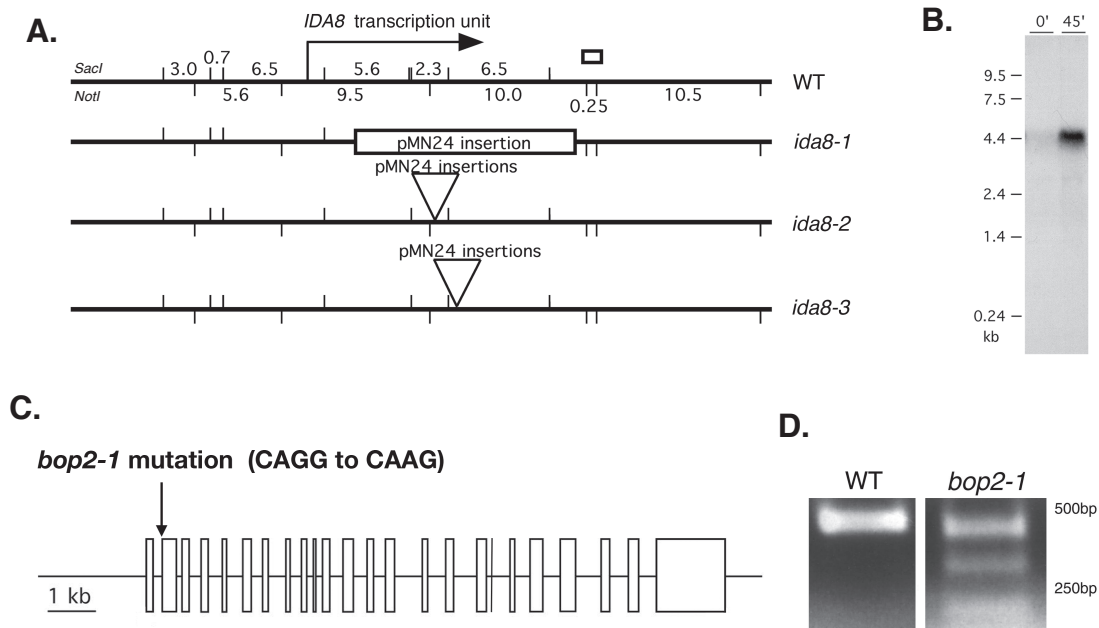 A.
IDA8 transcription unit
SacI 3.0 0.7 6.5 5.6 2.3 6.5
WT
NotI 5.6 9.5 10.0 0.25 10.5
pMN24 insertion
ida8-1
pMN24 insertions
ida8-2
pMN24 insertions
ida8-3
B.
0' 45'
9.5
7.5
4.4
2.4
1.4
0.24
kb
C.
bop2-1 mutation (CAGG to CAAG)
1 kb
D.
WT bop2-1
500bp
250bp